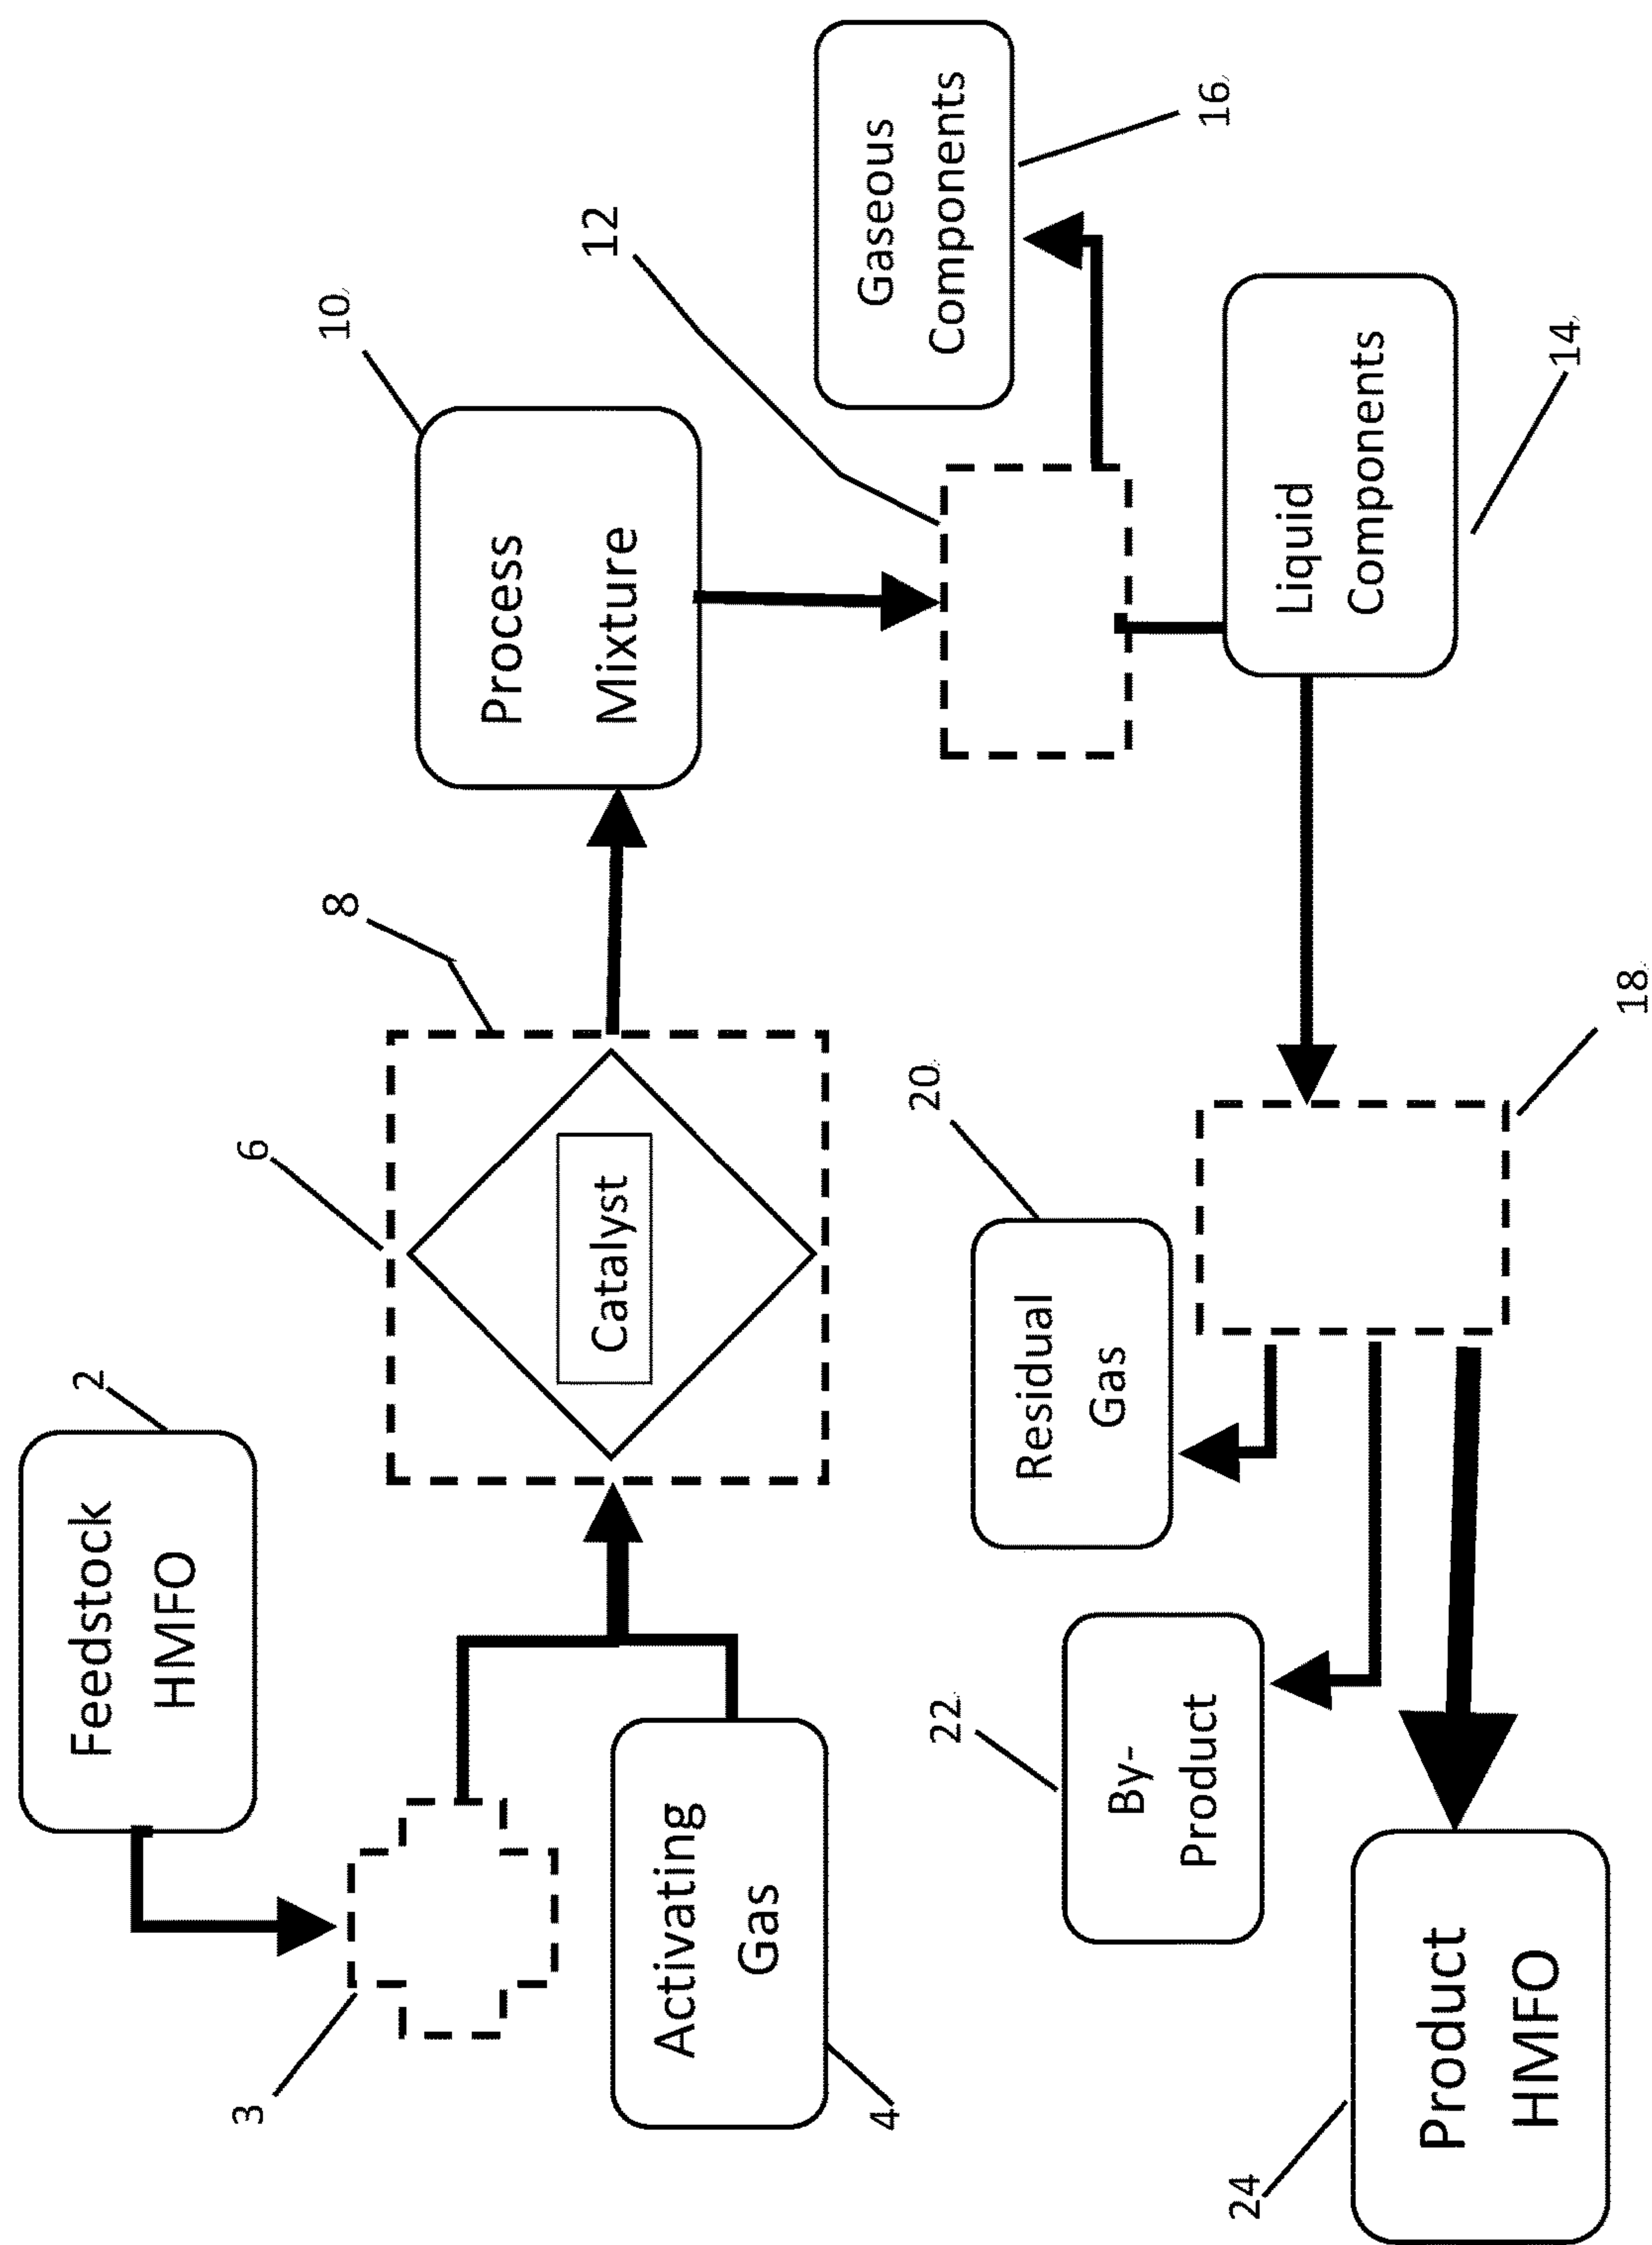 2
Feedstock
HMFO
3
Activating
Gas
4
6
8
Catalyst
10
Process
Mixture
12
Gaseous
Components
16
Liquid
Components
14
18
20
Residual
Gas
22
By-
Product
24
Product
HMFO